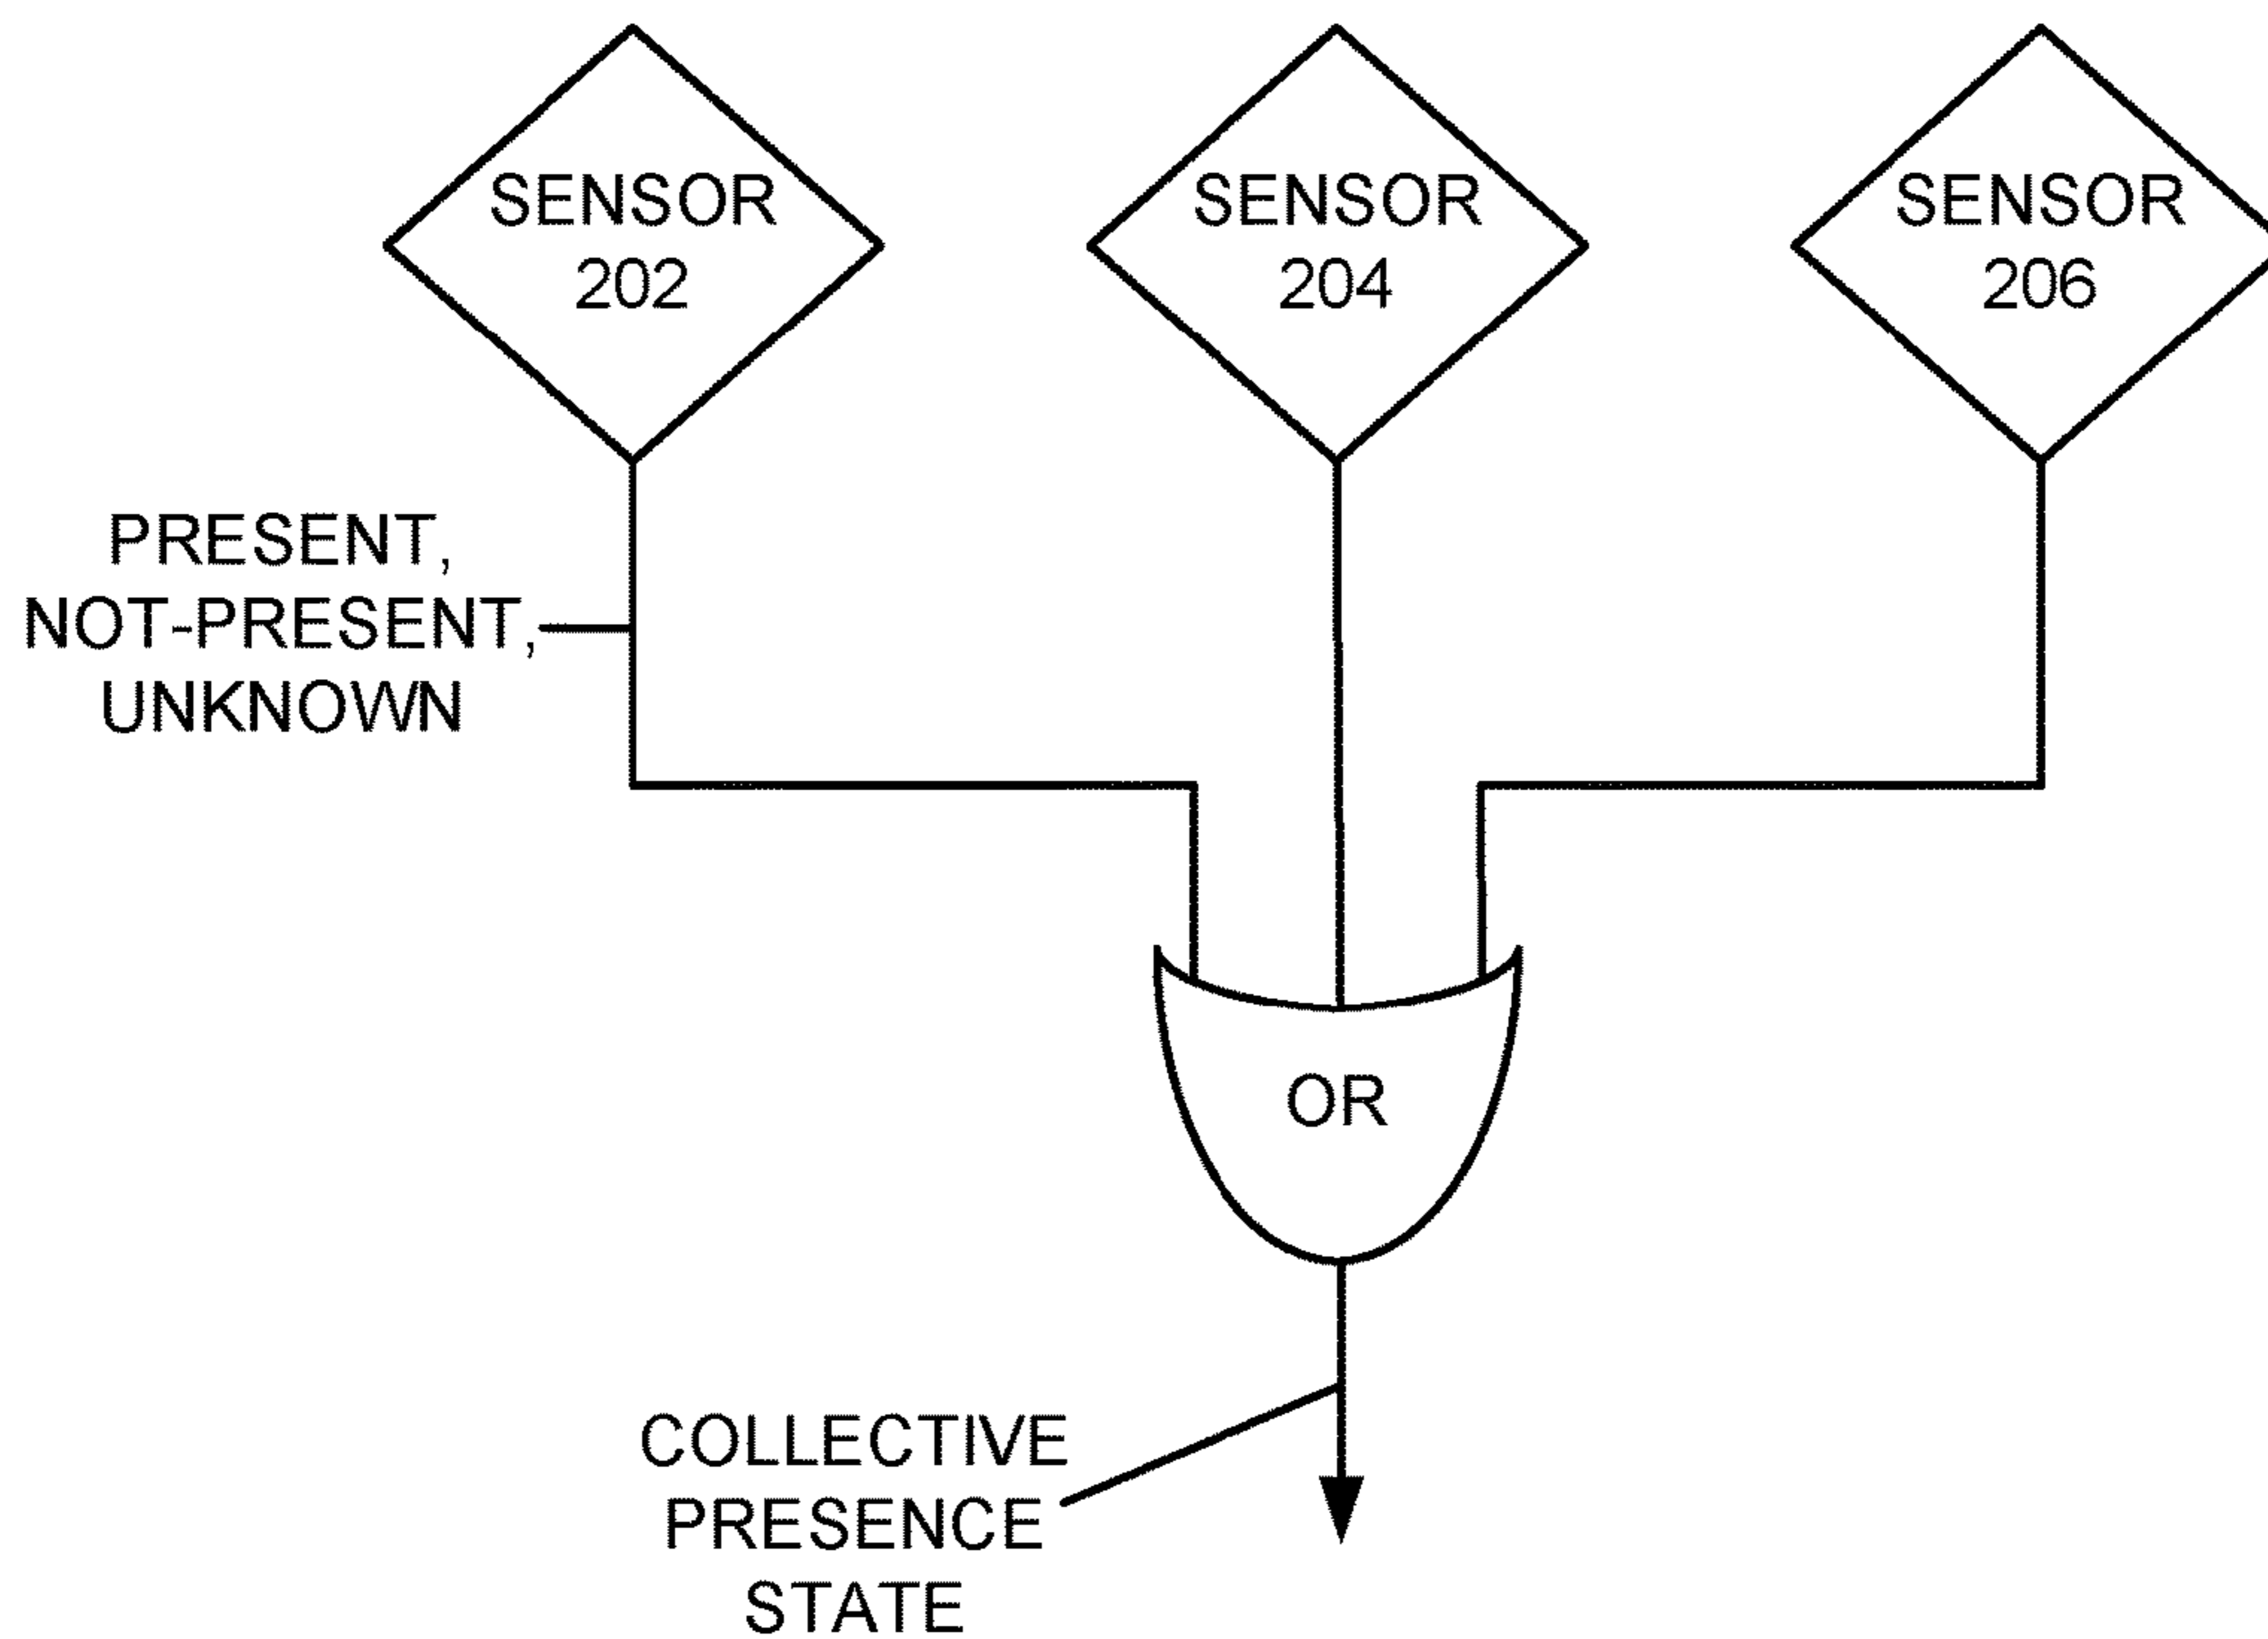 SENSOR
202
SENSOR
204
SENSOR
206
PRESENT,
NOT-PRESENT,
UNKNOWN
OR
COLLECTIVE
PRESENCE
STATE